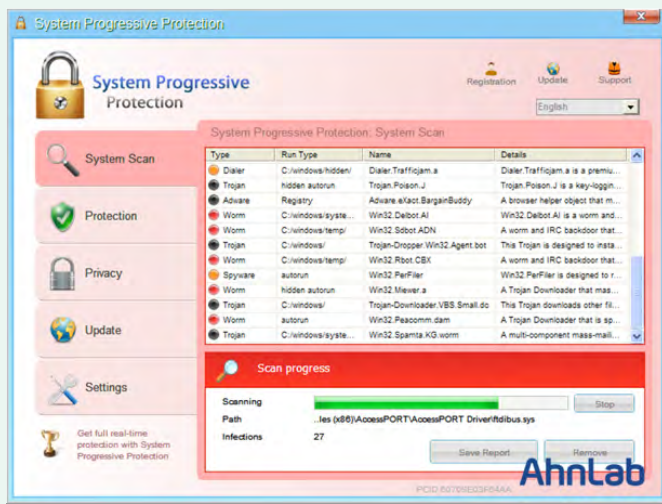 System Progressive Protection
System Progressive
Protection
Registration
Update
Support
English
System Scan
Protection
Privacy
Update
Settings
Get full real-time
protection with System
Progressive Protection
System Progressive Protection: System Scan
Type Run Type Name Details
Dialer C:/windows/hidden/ Dialer.Trafficjam.a Dialer.Trafficjam.a is a premiu...
Trojan hidden autorun Trojan.Poison.J Trojan.Poison.J is a key-loggin...
Adware Registry Adware.eXact.BargainBuddy A browser helper object that m...
Worm C:/windows/syste... Win32.Delbot.AI Win32.Delbot.AI is a worm and...
Worm C:/windows/temp/ Win32.Sdbot.ADN A worm and IRC backdoor that...
Trojan C:/windows/ Trojan-Dropper.Win32.Agent.bot This Trojan is designed to insta...
Worm C:/windows/temp/ Win32.Rbot.CBX A worm and IRC backdoor that...
Spyware autorun Win32.PerFiler Win32.PerFiler is designed to r...
Worm hidden autorun Win32.Miewer.a A Trojan Downloader that mas...
Trojan C:/windows/ Trojan-Downloader.VBS.Small.dc This Trojan downloads other fil...
Worm autorun Win32.Peacomm.dam A Trojan Downloader that is sp...
Trojan C:/windows/syste... Win32.Spamta.KG.worm A multi-component mass-maili...
Scan progress
Scanning
Stop
Path ..les (x86)\AccessPORT\AccessPORT Driver\ftdibus.sys
Infections 27
Save Report
Remove
AhnLab